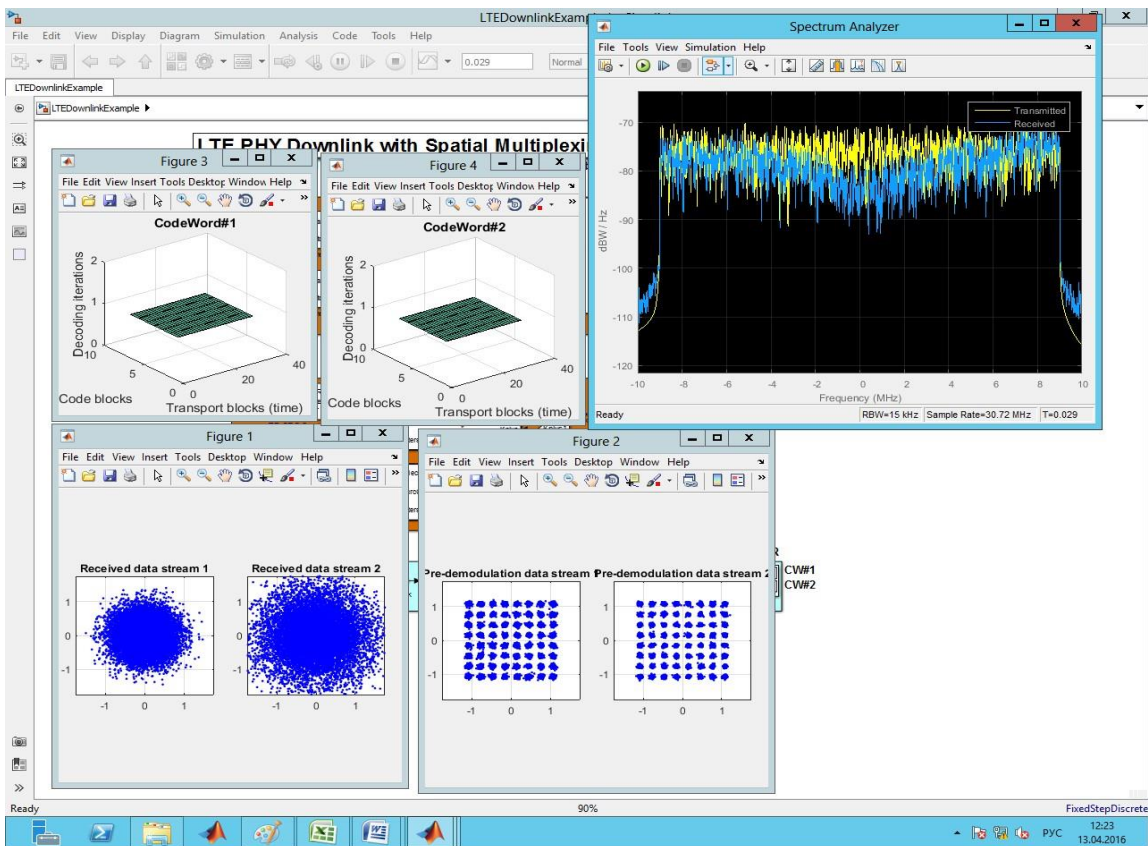 LTEDownlinkExam
File Edit View Display Diagram Simulation Analysis Code Tools Help
0.029
Normal
LTEDownlinkExample
LTEDownlinkExample
LTE PHY Downlink with Spatial Multiplexi
Spectrum Analyzer
File Tools View Simulation Help
Transmitted
Received
-70
-80
-90
-100
-110
-120
dBW / Hz
-10 -8 -6 -4 -2 0 2 4 6 8 10
Frequency (MHz)
Ready
RBW=15 kHz Sample Rate=30.72 MHz T=0.029
Figure 3
File Edit View Insert Tools Desktop Window Help
CodeWord#1
Decoding iterations
2
1
0
10
5
0
0
20
40
Code blocks
Transport blocks (time)
Figure 4
File Edit View Insert Tools Desktop Window Help
CodeWord#2
Decoding iterations
2
1
0
10
5
0
0
20
40
Code blocks
Transport blocks (time)
Figure 1
File Edit View Insert Tools Desktop Window Help
Received data stream 1
1
0
-1
-1 0 1
Received data stream 2
1
0
-1
-1 0 1
Figure 2
File Edit View Insert Tools Desktop Window Help
Pre-demodulation data stream
1
0
-1
-1 0 1
Pre-demodulation data stream 2
1
0
-1
-1 0 1
CW#1
CW#2
Ready
90%
FixedStepDiscrete
РУС
12:23
13.04.2016